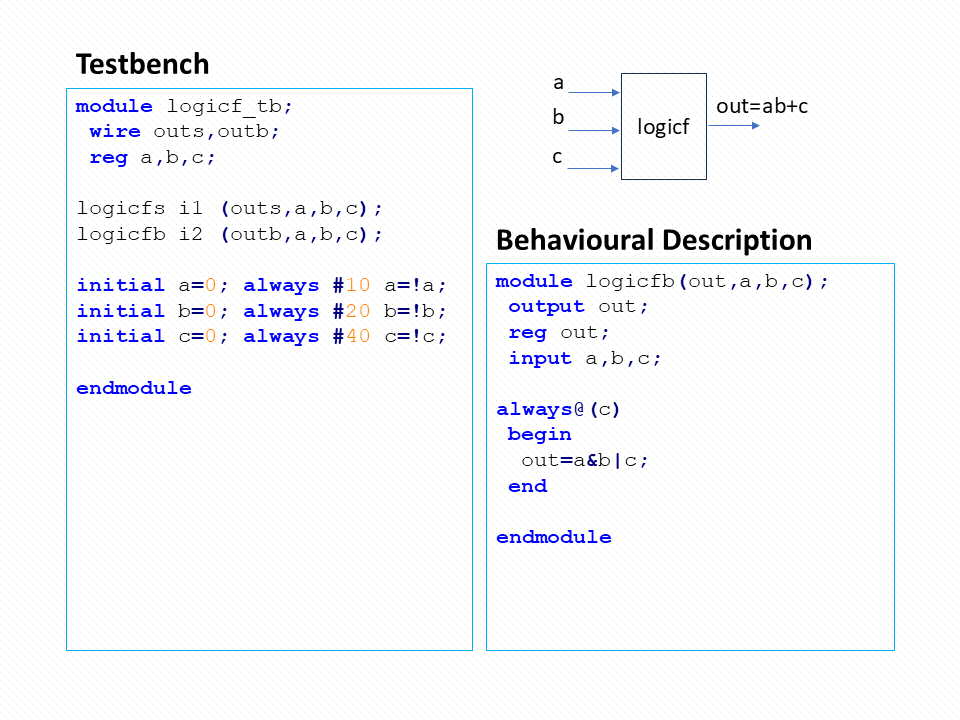 Testbench
module logicf_tb;
wire outs,outb;
reg a,b,c;
logicfs i1 (outs,a,b,c);
logicfb i2 (outb,a,b,c);
initial a=0; always #10 a=!a;
initial b=0; always #20 b=!b;
initial c=0; always #40 c=!c;
endmodule
a
b
c
logicf
out=ab+c
Behavioural Description
module logicfb(out,a,b,c);
output out;
reg out;
input a,b,c;
always@(c)
begin
out=a&b|c;
end
endmodule